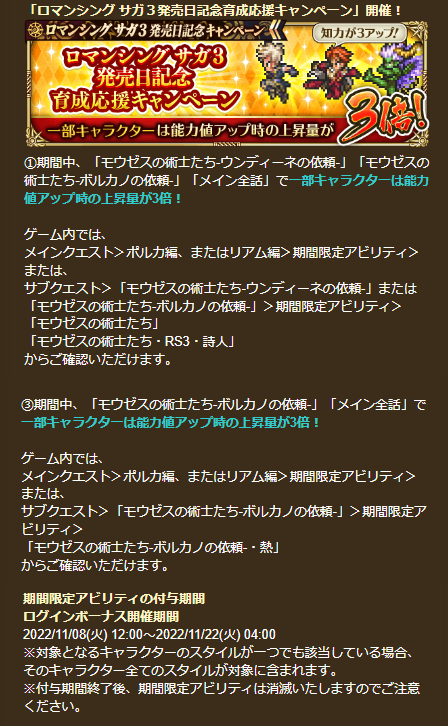 「ロマンシング サガ３発売日記念育成応援キャンペーン」開催！
ロマンシング サガ3 発売日記念キャンペーン
知力が3アップ!
ロマンシング サガ3
発売日記念
育成応援キャンペーン
一部キャラクターは能力値アップ時の上昇量が
3倍!
①期間中、「モウゼスの術士たち-ウンディーネの依頼-」「モウゼスの
術士たち-ボルカノの依頼-」「メイン全話」で一部キャラクターは能力
値アップ時の上昇量が3倍！
ゲーム内では、
メインクエスト＞ポルカ編、またはリアム編＞期間限定アビリティ＞
または、
サブクエスト＞「モウゼスの術士たち-ウンディーネの依頼-」または
「モウゼスの術士たち-ボルカノの依頼-」＞期間限定アビリティ＞
「モウゼスの術士たち」
「モウゼスの術士たち・RS3・詩人」
からご確認いただけます。
③期間中、「モウゼスの術士たち-ボルカノの依頼-」「メイン全話」で
一部キャラクターは能力値アップ時の上昇量が3倍！
ゲーム内では、
メインクエスト＞ポルカ編、またはリアム編＞期間限定アビリティ＞
または、
サブクエスト＞「モウゼスの術士たち-ボルカノの依頼-」＞期間限定ア
ビリティ＞
「モウゼスの術士たち-ボルカノの依頼-・熱」
からご確認いただけます。
期間限定アビリティの付与期間
ログインボーナス開催期間
2022/11/08(火) 12:00～2022/11/22(火) 04:00
※対象となるキャラクターのスタイルが一つでも該当している場合、
そのキャラクター全てのスタイルが対象に含まれます。
※付与期間終了後、期間限定アビリティは消滅いたしますのでご注意
ください。